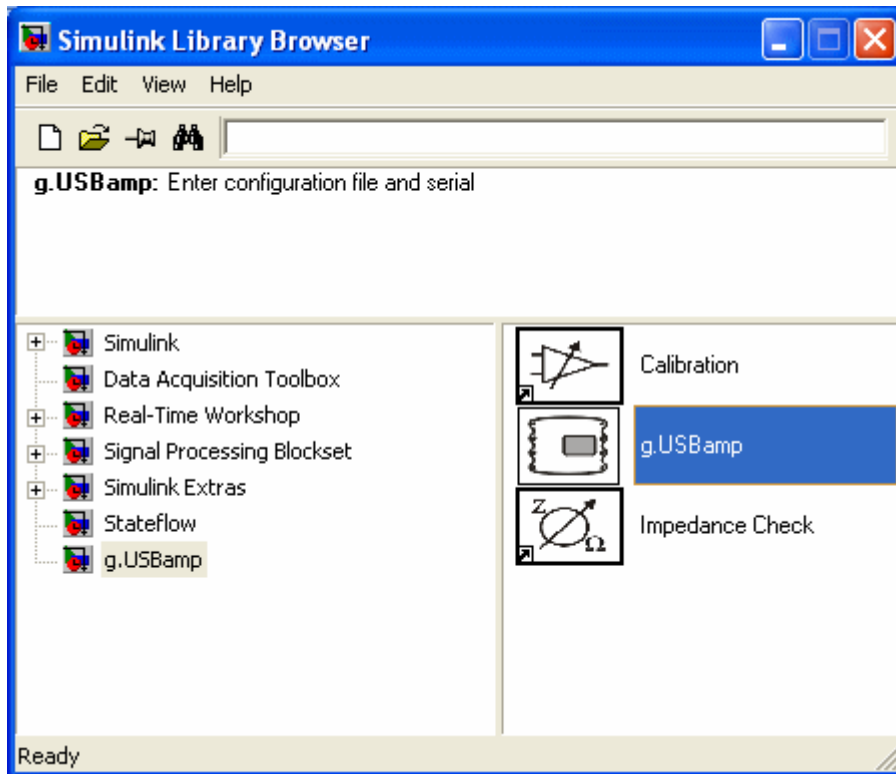 Simulink Library Browser
File Edit View Help
g.USBamp: Enter configuration file and serial
Simulink
Data Acquisition Toolbox
Real-Time Workshop
Signal Processing Blockset
Simulink Extras
Stateflow
g.USBamp
Calibration
g.USBamp
Z Ω
Impedance Check
Ready